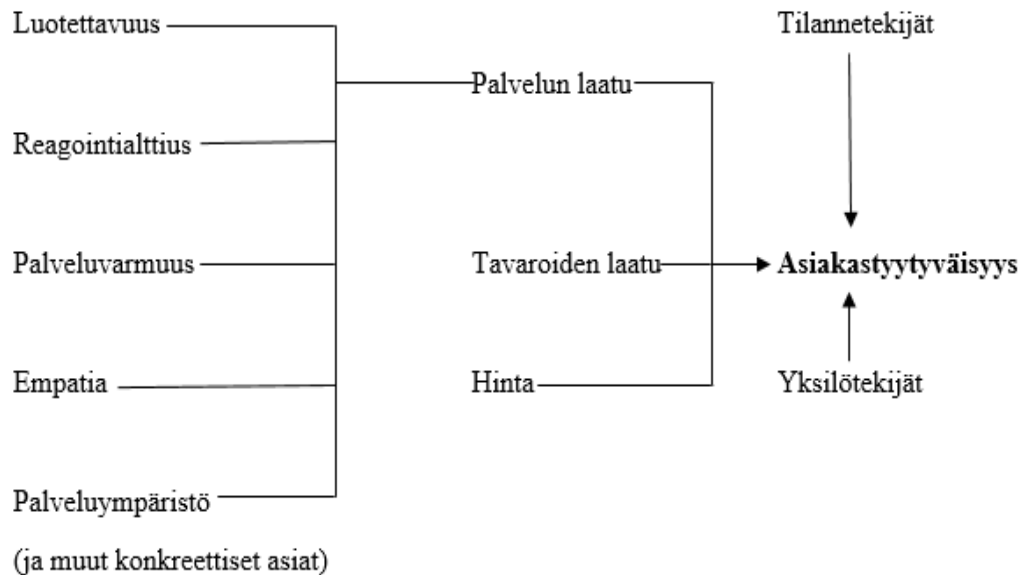 Luotettavuus
Tilannetekijät
Palvelun laatu
Reagointialttius
Palveluvarmuus
Tavaroiden laatu
Asiakastyytyväisyys
Empatia
Hinta
Yksilötekijät
Palveluympäristö
(ja muut konkreettiset asiat)